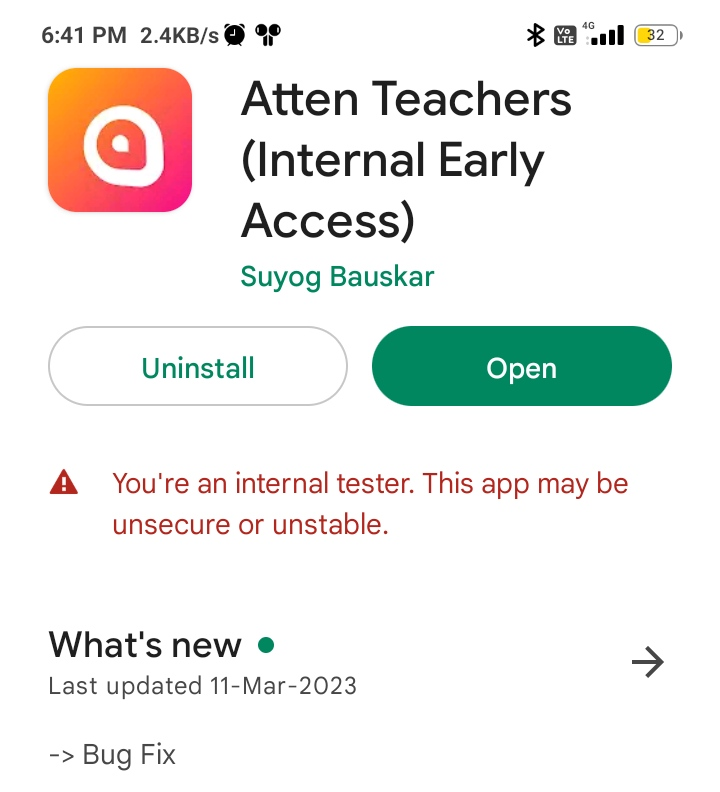 6:41 PM 2.4KB/s Vo LTE 4G 32
Atten Teachers
(Internal Early
Access)
Suyog Bauskar
Uninstall Open
You're an internal tester. This app may be
unsecure or unstable.
What's new
Last updated 11-Mar-2023
-> Bug Fix